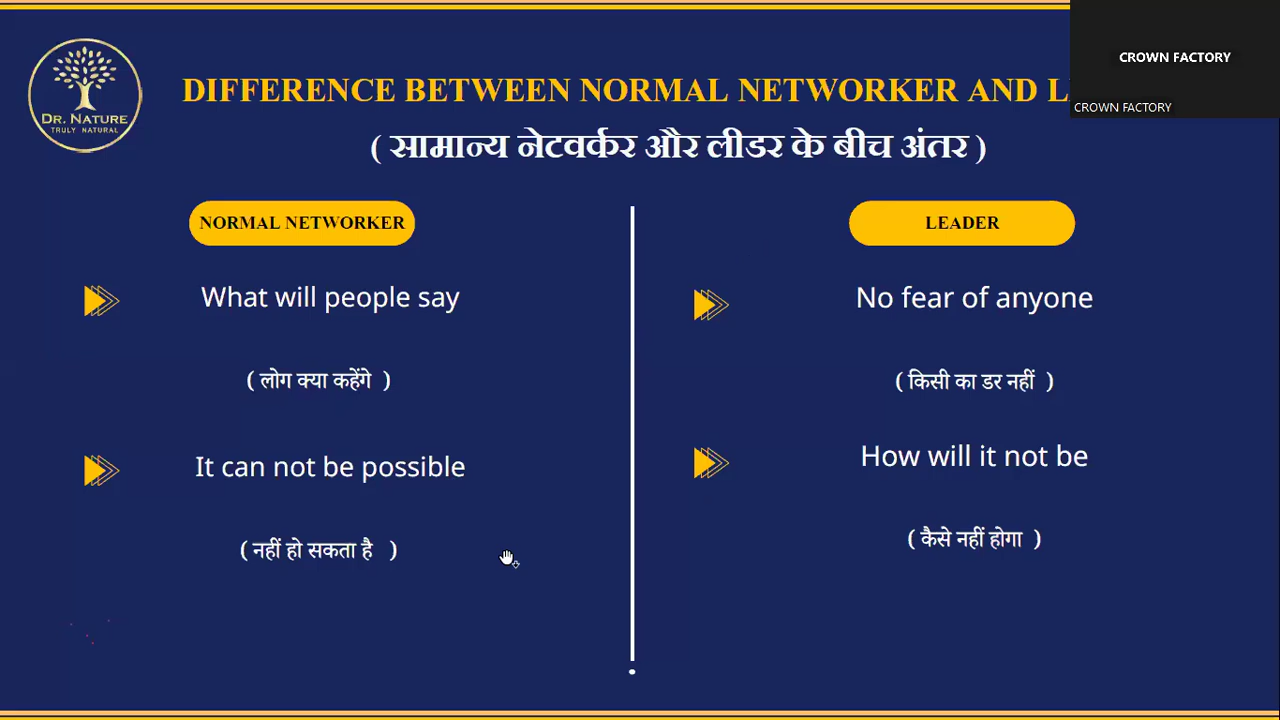 CROWN FACTORY
CROWN FACTORY
DR. NATURE
TRULY NATURAL
DIFFERENCE BETWEEN NORMAL NETWORKER AND
( सामान्य नेटवर्कर और लीडर के बीच अंतर )
NORMAL NETWORKER
What will people say
( लोग क्या कहेंगे )
It can not be possible
( नहीं हो सकता है )
LEADER
No fear of anyone
( किसी का डर नहीं )
How will it not be
( कैसे नहीं होगा )